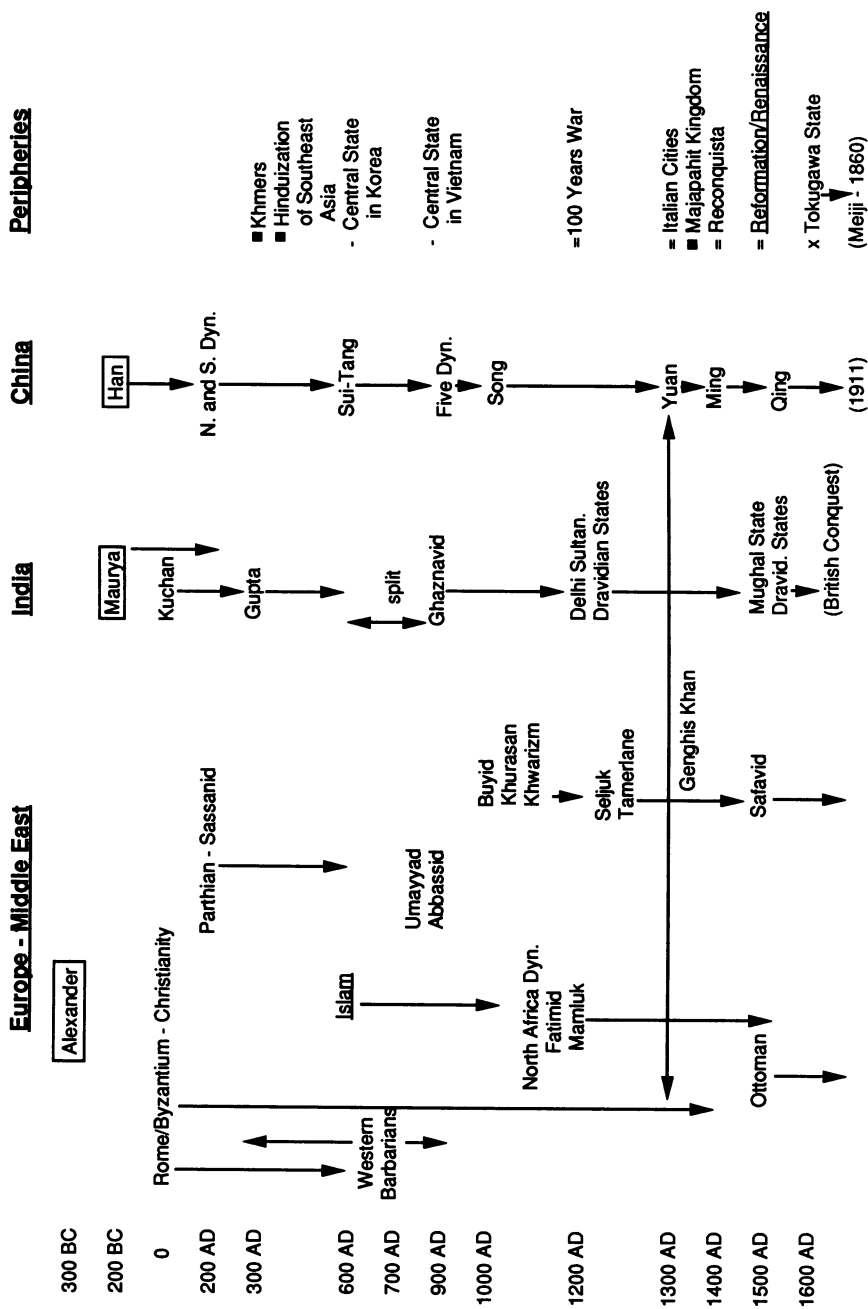 Europe - Middle East
India
China
Peripheries
300 BC
200 BC
0
200 AD
300 AD
600 AD
700 AD
900 AD
1000 AD
1200 AD
1300 AD
1400 AD
1500 AD
1600 AD
Alexander
Rome/Byzantium - Christianity
Western
Barbarians
Parthian - Sassanid
Islam
Umayyad
Abbassid
North Africa Dyn.
Fatimid
Mamluk
Buyid
Khurasan
Khwarizm
Seljuk
Tamerlane
Genghis Khan
Ottoman
Safavid
Maurya
Kuchan
Gupta
split
Ghaznavid
Delhi Sultan.
Dravidian States
Mughal State
Dravid. States
(British Conquest)
Han
N. and S. Dyn.
Sui-Tang
Five Dyn.
Song
Yuan
Ming
Qing
(1911)
■ Khmers
■ Hinduization
of Southeast
Asia
- Central State
in Korea
- Central State
in Vietnam
=100 Years War
= Italian Cities
■ Majapahit Kingdom
= Reconquista
= Reformation/Renaissance
x Tokugawa State
(Meiji - 1860)